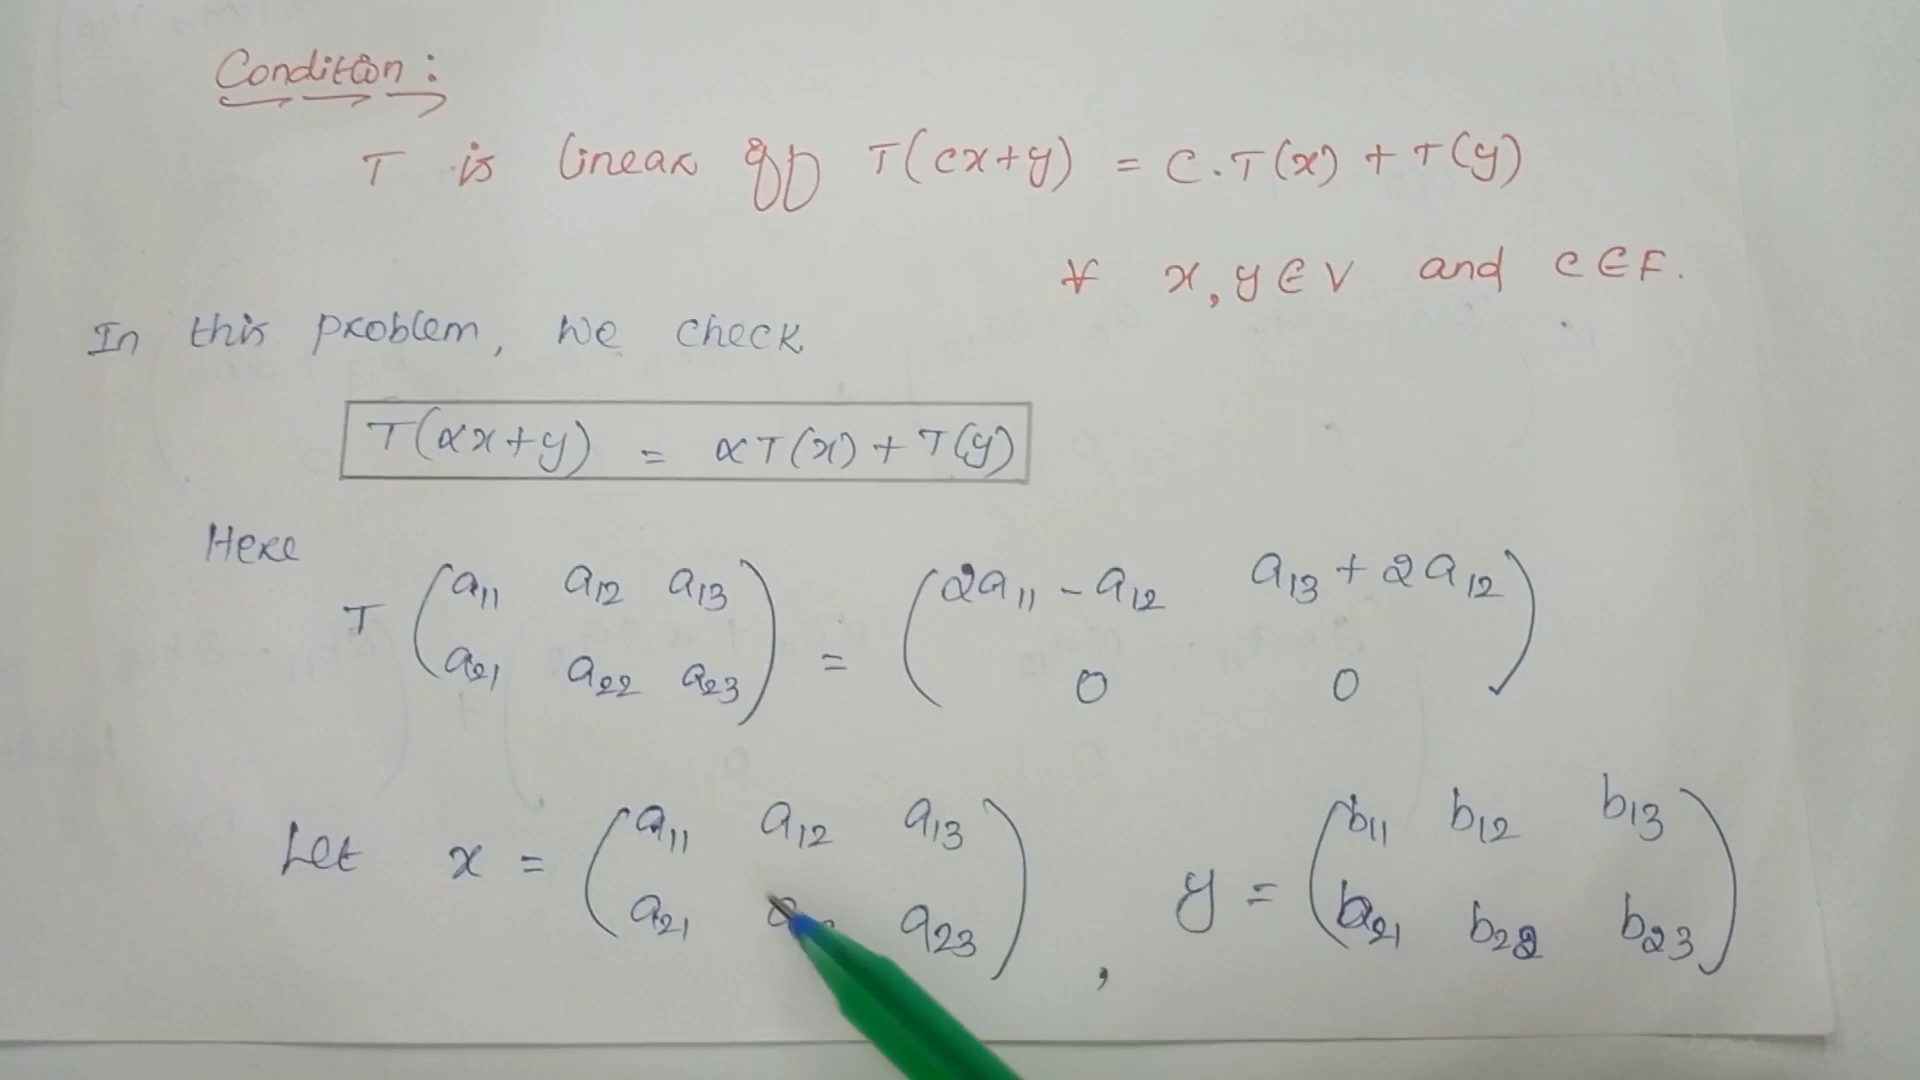 Condition:
T is linear iff T(cx+y) = c.T(x) + T(y)
∀ x, y ∈ V and c ∈ F.
In this problem, we check
T(αx+y) = αT(x) + T(y)
Here
T ( a11 a12 a13 ) = ( 2a11 - a12 a13 + 2a12 )
( a21 a22 a23 ) ( 0 0 )
Let x = ( a11 a12 a13 ) , y = ( b11 b12 b13 )
( a21 a23 ) ( b21 b22 b23 )